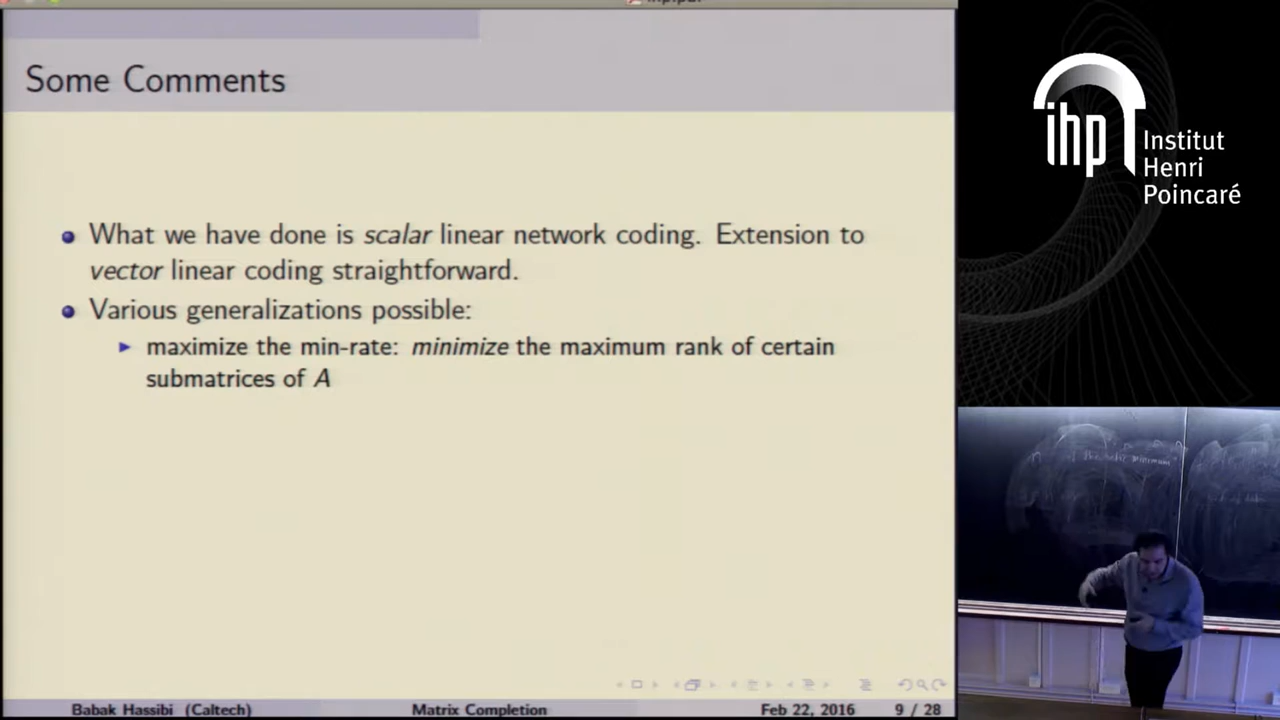 Some Comments
What we have done is scalar linear network coding. Extension to
vector linear coding straightforward.
Various generalizations possible:
maximize the min-rate: minimize the maximum rank of certain
submatrices of A
Babak Hassibi (Caltech)
Matrix Completion
Feb 22, 2016
9 / 28
ihp
Institut
Henri
Poincaré
minimum